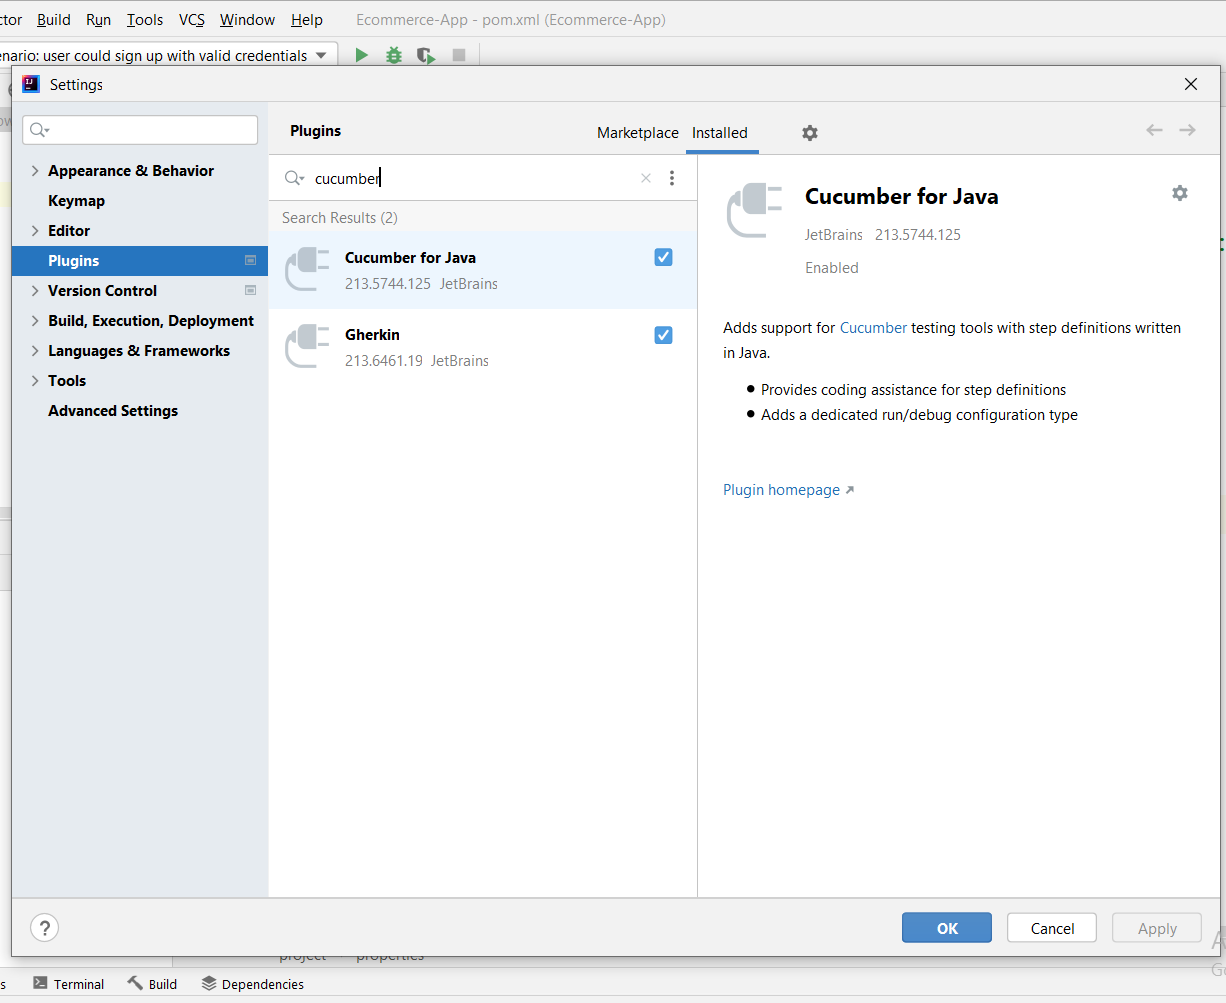 ctor Build Run Tools VCS Window Help Ecommerce-App - pom.xml (Ecommerce-App)
enario: user could sign up with valid credentials
Settings
Plugins
Marketplace Installed
Appearance & Behavior
Keymap
Editor
Plugins
Version Control
Build, Execution, Deployment
Languages & Frameworks
Tools
Advanced Settings
cucumber
Search Results (2)
Cucumber for Java
213.5744.125 JetBrains
Gherkin
213.6461.19 JetBrains
Cucumber for Java
JetBrains 213.5744.125
Enabled
Adds support for Cucumber testing tools with step definitions written
in Java.
Provides coding assistance for step definitions
Adds a dedicated run/debug configuration type
Plugin homepage
? OK Cancel Apply
project properties
s Terminal Build Dependencies